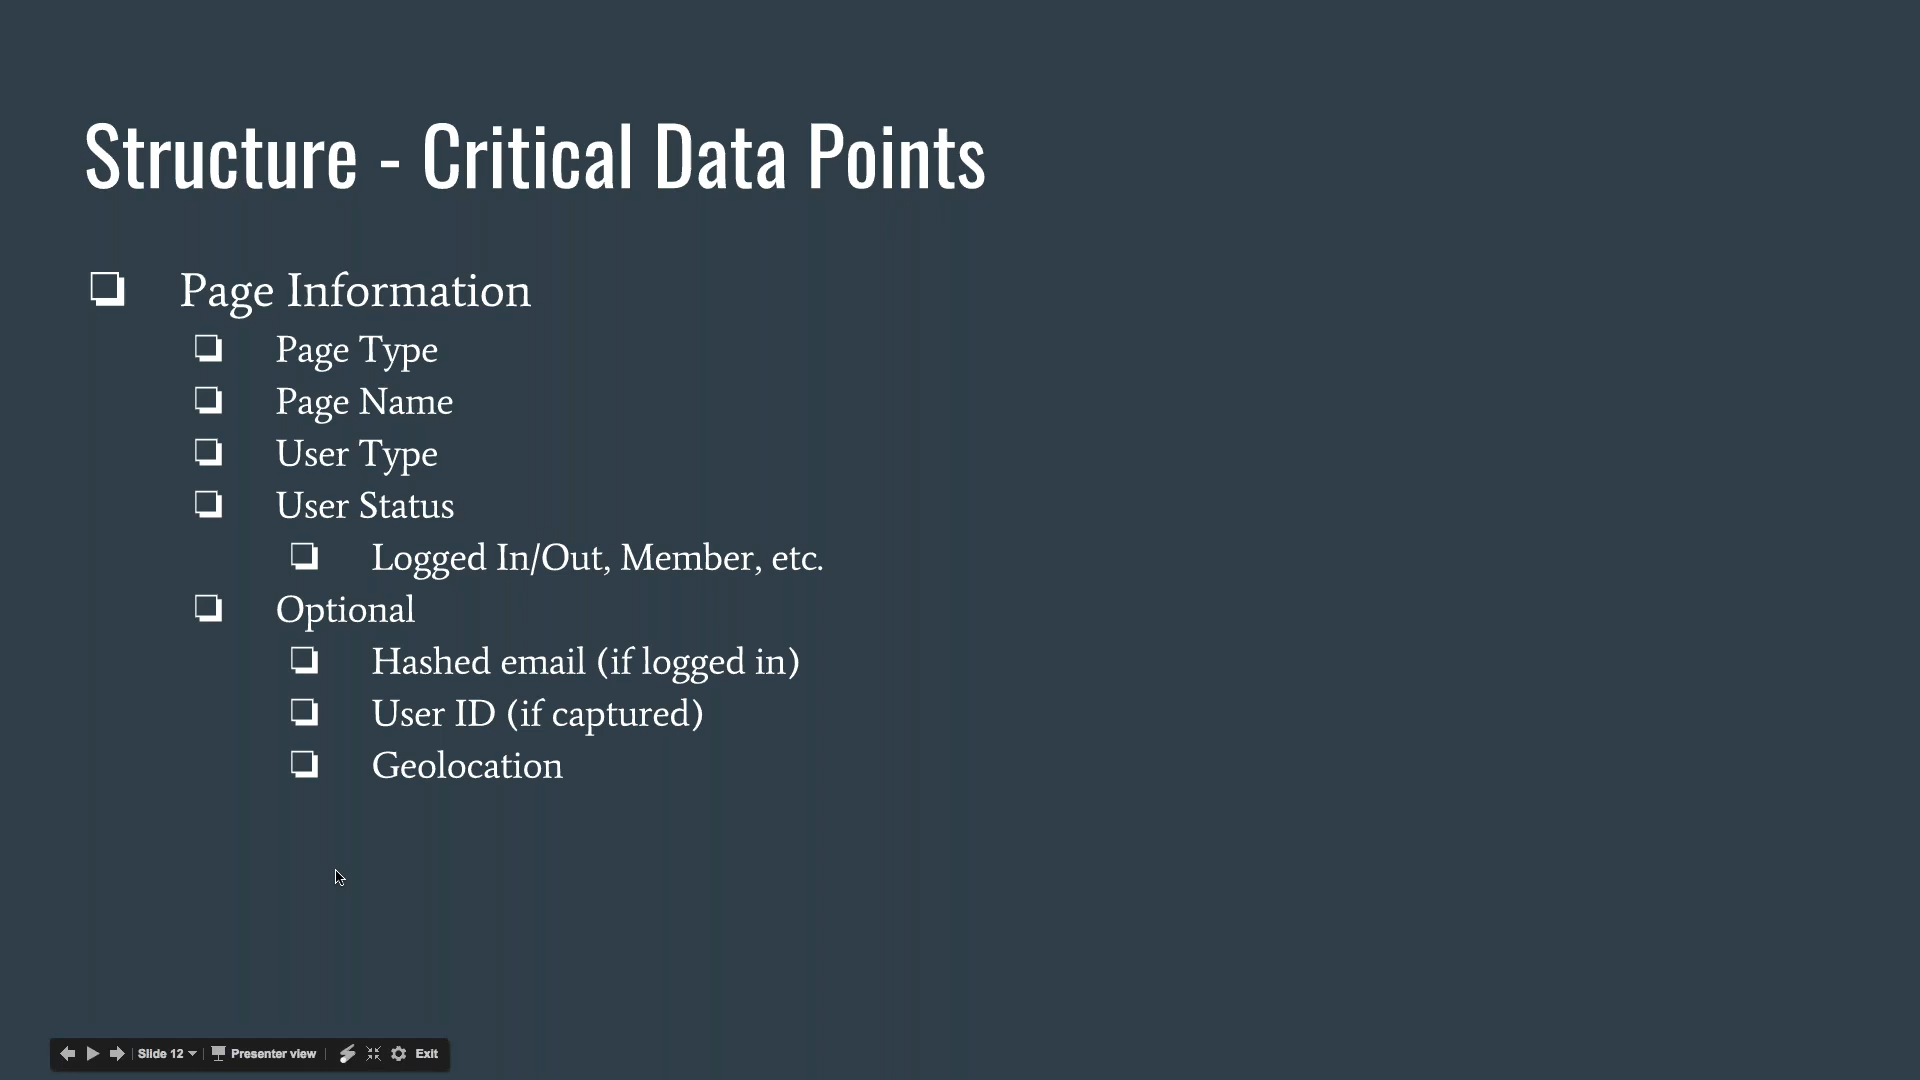 Structure - Critical Data Points
Page Information
Page Type
Page Name
User Type
User Status
Logged In/Out, Member, etc.
Optional
Hashed email (if logged in)
User ID (if captured)
Geolocation
Slide 12 Presenter view Exit